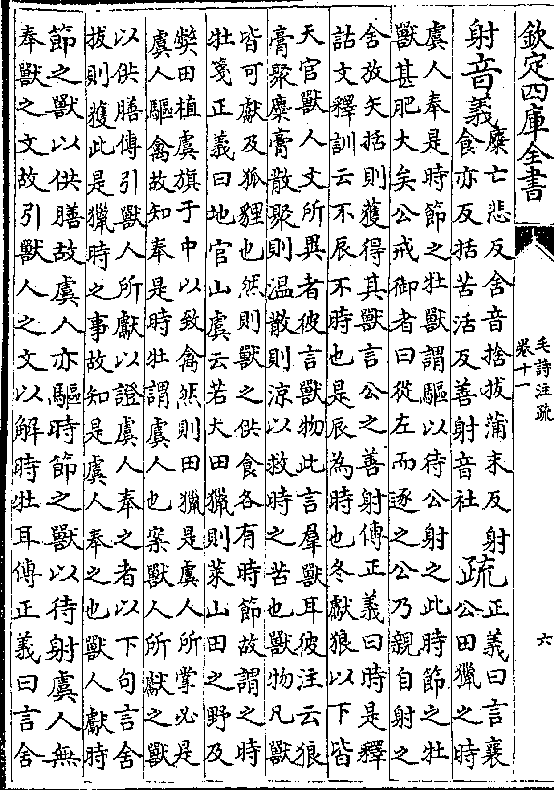 欽定四庫全書
毛詩注疏
卷十一
六
射音義麋亡悲反舍音捨拔蒲末反射
食亦反括苦活反善射音社疏正義曰言襄
公田獵之時
虞人奉是時節之牡獸謂驅以待公射之此時節之牡
獸甚肥大矣公戒御者曰從左而逐之公乃親自射之
舍放矢括則獲得其獸言公之善射傳正義曰時是釋
詁文釋訓云不辰不時也是辰為時也冬獻狼以下皆
天官獸人文所異者彼言獸物此言羣獸耳彼注云狼
膏聚麋膏散聚則温散則涼以救時之苦也獸物凡獸
皆可獻及狐貍也然則獸之供食各有時節故謂之時
牡箋正義曰地官山虞云若大田獵則萊山田之野及
獘田植虞旗于中以致禽然則田獵是虞人所掌必是
虞人驅禽故知奉是時牡謂虞人也案獸人所獻之獸
以供膳傳引獸人所獻以證虞人奉之者以下句言舍
拔則獲此是獵時之事故知是虞人奉之也獸人獻時
節之獸以供膳故虞人亦驅時節之獸以待射虞人無
奉獸之文故引獸人之文以解時牡耳傳正義曰言舍